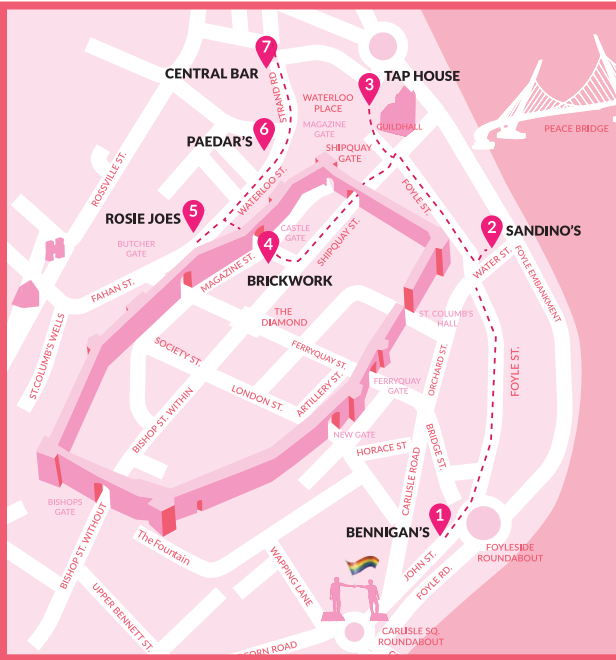 7
CENTRAL BAR
STRAND RD
3
TAP HOUSE
WATERLOO
PLACE
MAGAZINE
GATE
GUILDHALL
PEACE BRIDGE
6
PAEDAR'S
SHIPQUAY
GATE
ROSSVILLE ST.
WATERLOO ST.
FOYLE ST.
5
ROSIE JOES
BUTCHER
GATE
CASTLE
GATE
SHIPQUAY ST.
2
SANDINO'S
WATER ST.
FOYLE EMBANKMENT
4
BRICKWORK
MAGAZINE ST.
FAHAN ST.
ST.COLUMB'S WELLS
THE
DIAMOND
ST. COLUMB'S
HALL
SOCIETY ST.
FERRYQUAY ST.
ORCHARD ST.
FOYLE ST.
LONDON ST.
ARTILLERY ST.
FERRYQUAY
GATE
BISHOP ST. WITHIN
NEW GATE
HORACE ST
BRIDGE ST.
CARLISLE ROAD
BISHOPS
GATE
1
BENNIGAN'S
The Fountain
BISHOP ST. WITHOUT
WAPPING LANE
JOHN ST.
FOYLE RD.
FOYLESIDE
ROUNDABOUT
UPPER BENNETT ST.
CARLISLE SQ.
ROUNDABOUT
ORN ROAD